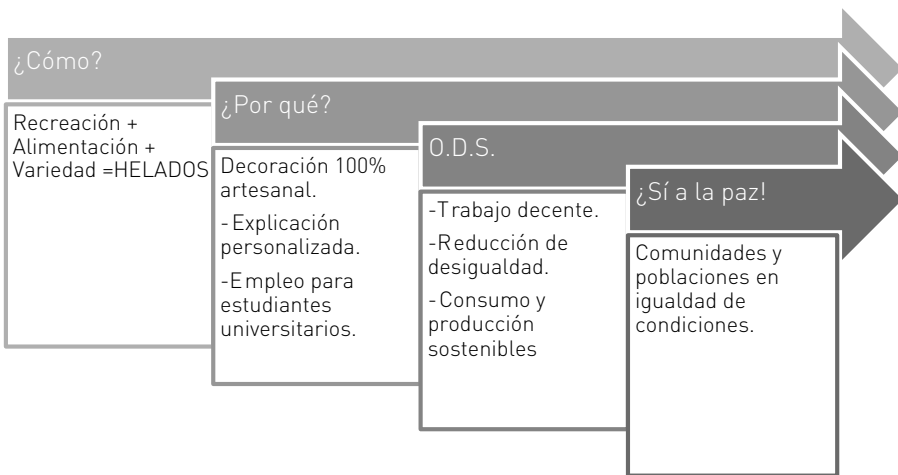 ¿Cómo?
Recreación +
Alimentación +
Variedad =HELADOS
¿Por qué?
Decoración 100%
artesanal.
-Explicación
personalizada.
-Empleo para
estudiantes
universitarios.
O.D.S.
-Trabajo decente.
-Reducción de
desigualdad.
-Consumo y
producción
sostenibles
¿Sí a la paz!
Comunidades y
poblaciones en
igualdad de
condiciones.